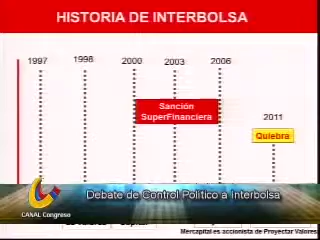 HISTORIA DE INTERBOLSA
1997 1998 2000 2003 2006
Sanción
SuperFinanciera
2011
Quiebra
Debate de Control Político a Interbolsa
CANAL Congreso
Mercapital es accionista de Proyectar Valores